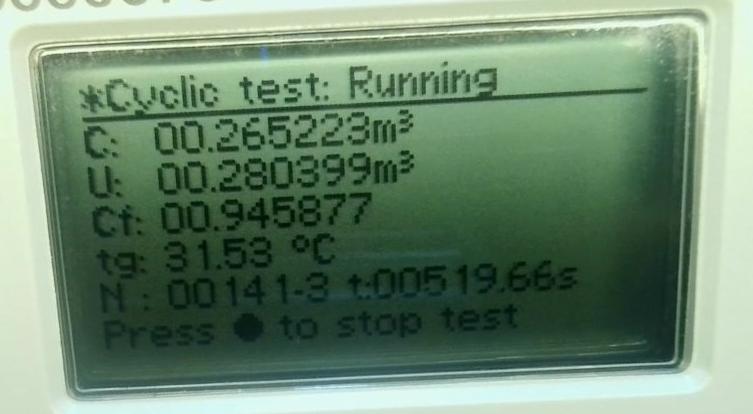 *Cyclic test: Running
C: 00.265223m³
U: 00.280399m³
Cf: 00.945877
tg: 31.53 °C
N : 00141-3 t:00519.66s
Press ● to stop test